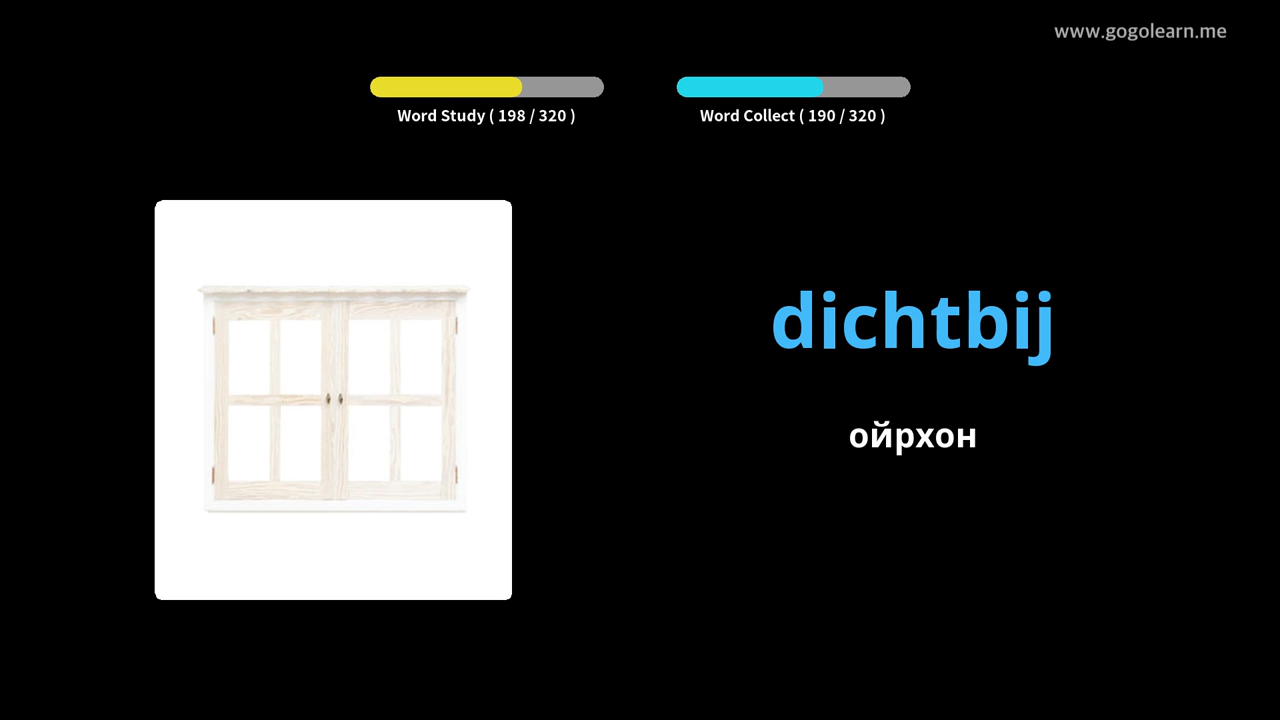 www.gogolearn.me
Word Study ( 198 / 320 )
Word Collect ( 190 / 320 )
dichtbij
ойрхон